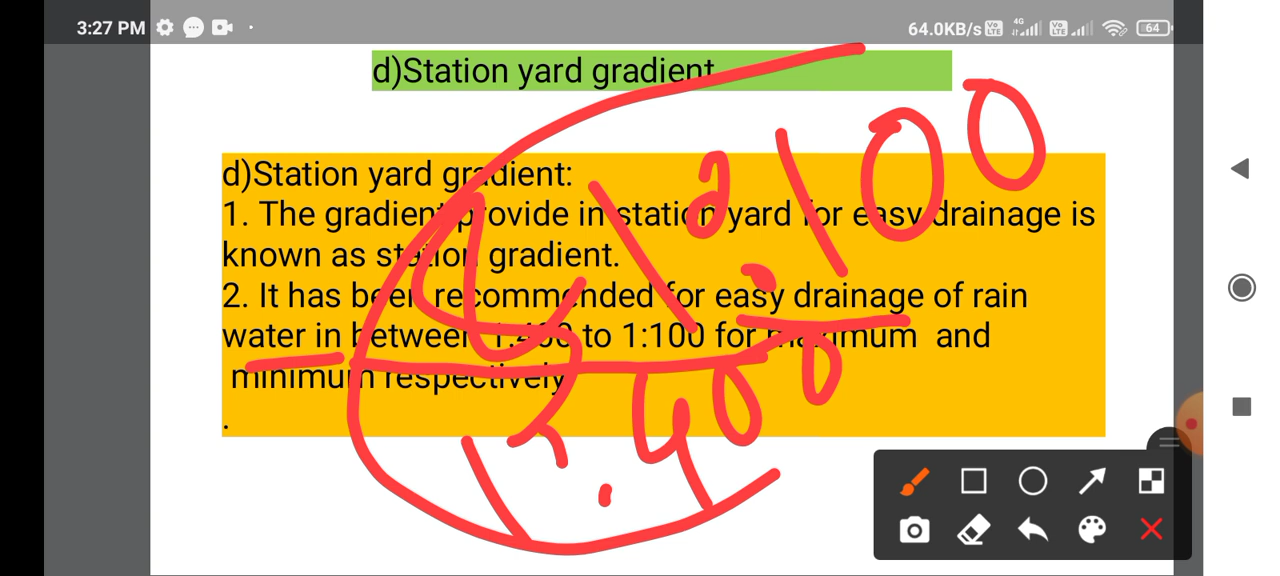 3:27 PM
64.0KB/s
4G
64
d)Station yard gradient
d)Station yard gradient:
1. The gradient provide in station yard for easy drainage is
known as station gradient.
2. It has been recommended for easy drainage of rain
water in between 1:400 to 1:100 for maximum and
minimum respectively
.
1:100
1:400